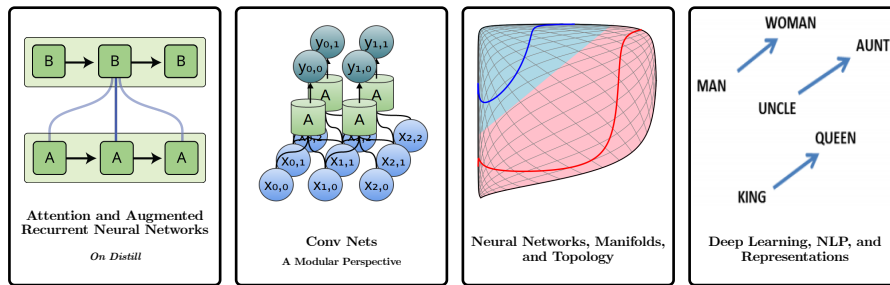 B B B
A A A
Attention and Augmented
Recurrent Neural Networks
On Distill
y0,1 y1,1
y0,0 y1,0
A A
A A
x2,2
x0,1 x1,1 x2,1
x0,0 x1,0 x2,0
Conv Nets
A Modular Perspective
Neural Networks, Manifolds,
and Topology
WOMAN
AUNT
MAN
UNCLE
QUEEN
KING
Deep Learning, NLP, and
Representations